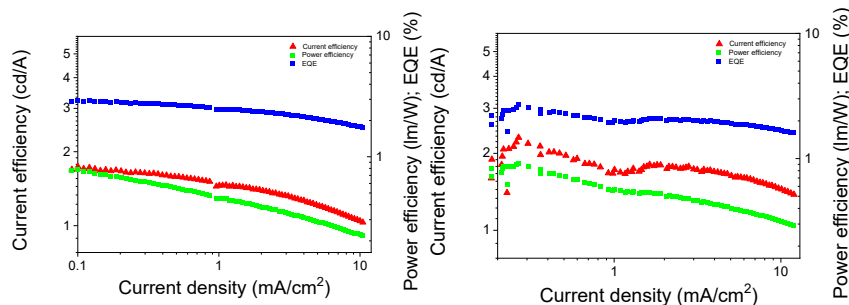 Current efficiency (cd/A)
5
4
3
2
1
Current efficiency
Power efficiency
EQE
10
1
Power efficiency (lm/W); EQE (%)
0.1 1 10
Current density (mA/cm²)
Current efficiency (cd/A)
5
4
3
2
1
Current efficiency
Power efficiency
EQE
10
1
Power efficiency (lm/W); EQE (%)
1 10
Current density (mA/cm²)